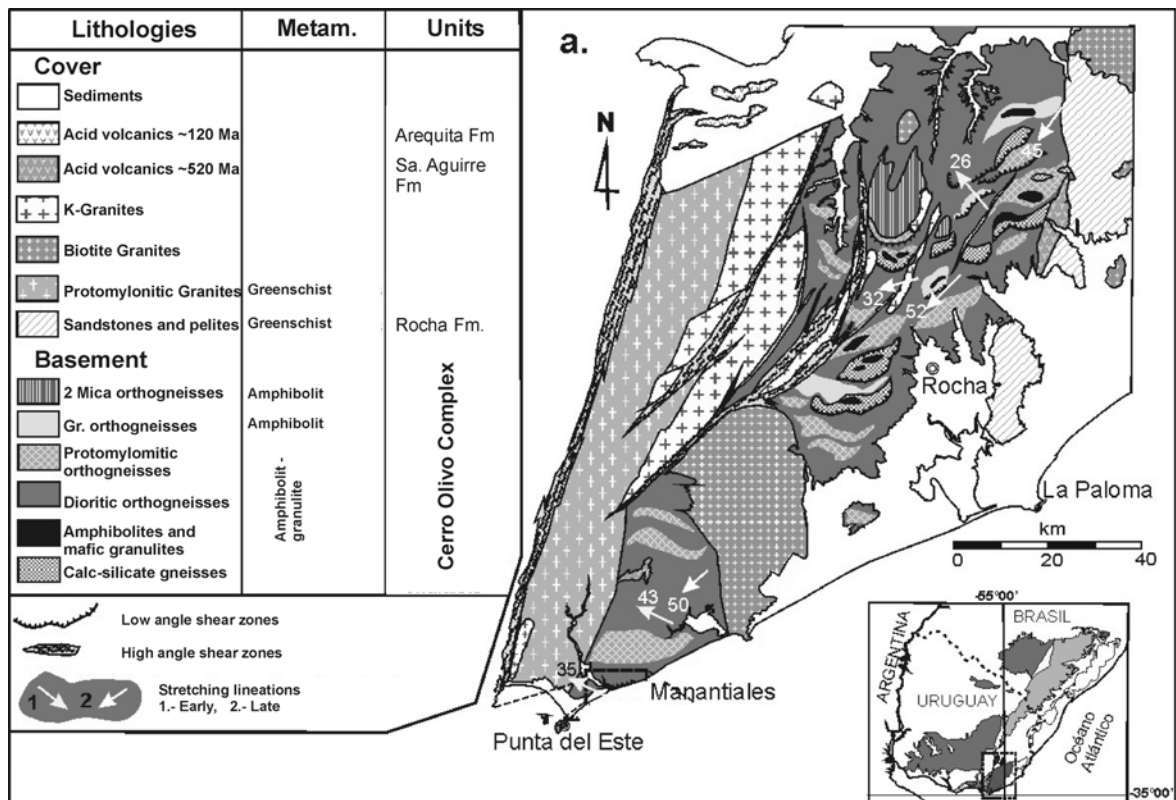 Lithologies
Metam.
Units
Cover
Sediments
Acid volcanics ~120 Ma
Arequita Fm
Acid volcanics ~520 Ma
Sa. Aguirre
Fm
K-Granites
Biotite Granites
Protomylonitic Granites
Greenschist
Sandstones and pelites
Greenschist
Rocha Fm.
Basement
2 Mica orthogneisses
Amphibolit
Gr. orthogneisses
Amphibolit
Protomylomitic
orthogneisses
Dioritic orthogneisses
Amphibolites and
mafic granulites
Calc-silicate gneisses
Amphibolit -
granulite
Cerro Olivo Complex
Low angle shear zones
High angle shear zones
1
2
Stretching lineations
1.- Early, 2.- Late
a.
N
45
26
32
52
Rocha
La Paloma
km
0 20 40
43
50
35
Manantiales
Punta del Este
-55°00'
BRASIL
ARGENTINA
URUGUAY
Océano
Atlántico
-35°00